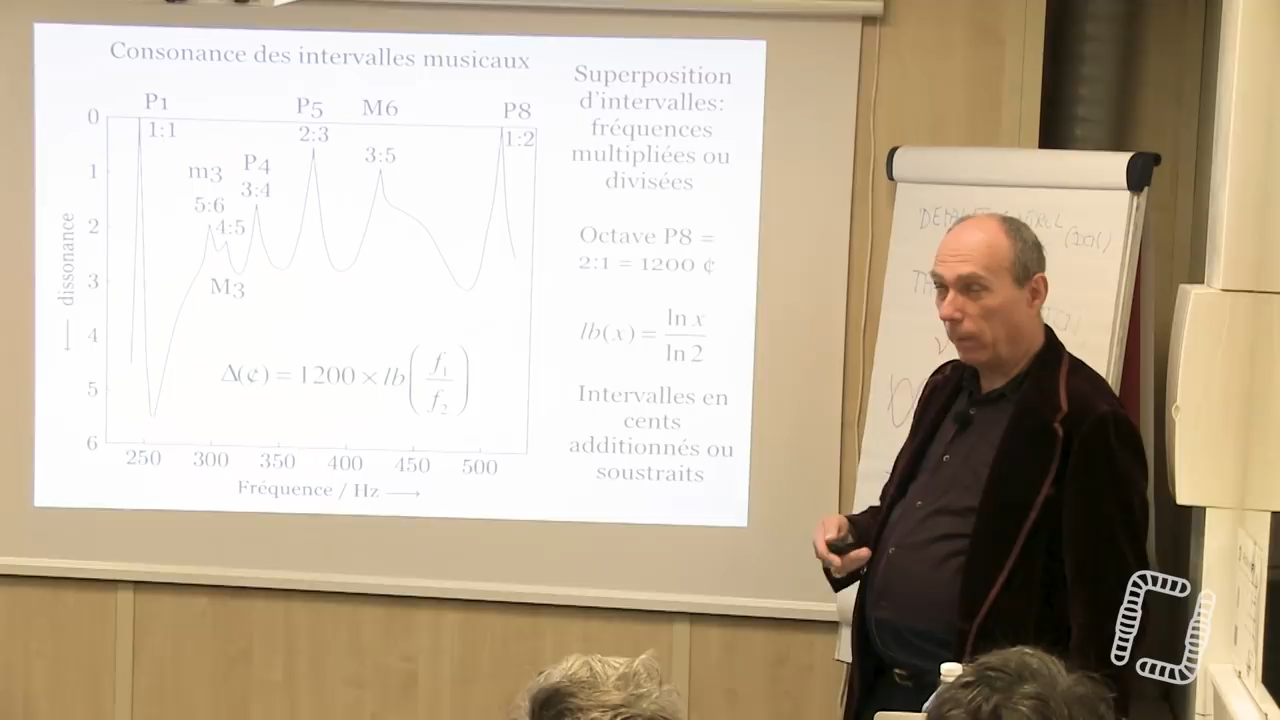 Consonance des intervalles musicaux
P1
1:1
m3
5:6
P4
3:4
4:5
M3
P5
2:3
M6
3:5
P8
1:2
0
1
2
3
4
5
6
← dissonance
Δ(¢) = 1200 × lb(f₁/f₂)
250 300 350 400 450 500
Fréquence / Hz →
Superposition
d'intervalles:
fréquences
multipliées ou
divisées
Octave P8 =
2:1 = 1200 ¢
lb(x) = ln x / ln 2
Intervalles en
cents
additionnés ou
soustraits